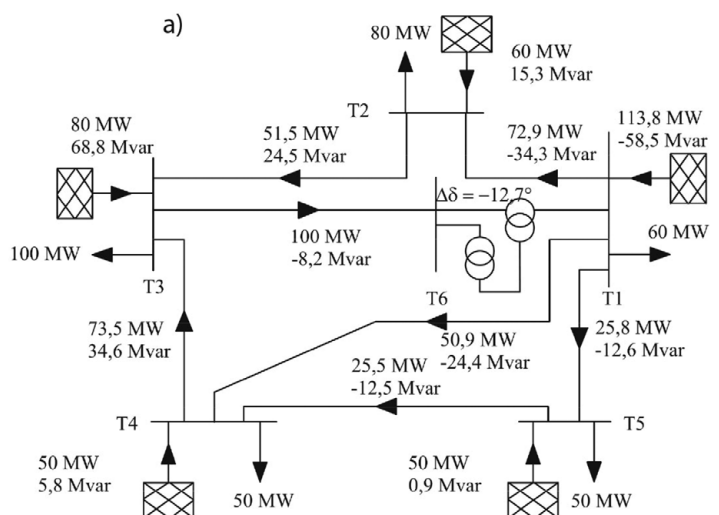 a)
80 MW
60 MW
15,3 Mvar
T2
80 MW
68,8 Mvar
51,5 MW
24,5 Mvar
72,9 MW
-34,3 Mvar
113,8 MW
-58,5 Mvar
Δδ = −12,7°
100 MW
-8,2 Mvar
100 MW
60 MW
T3
T6
T1
73,5 MW
34,6 Mvar
50,9 MW
-24,4 Mvar
25,8 MW
-12,6 Mvar
25,5 MW
-12,5 Mvar
T4
T5
50 MW
5,8 Mvar
50 MW
50 MW
0,9 Mvar
50 MW